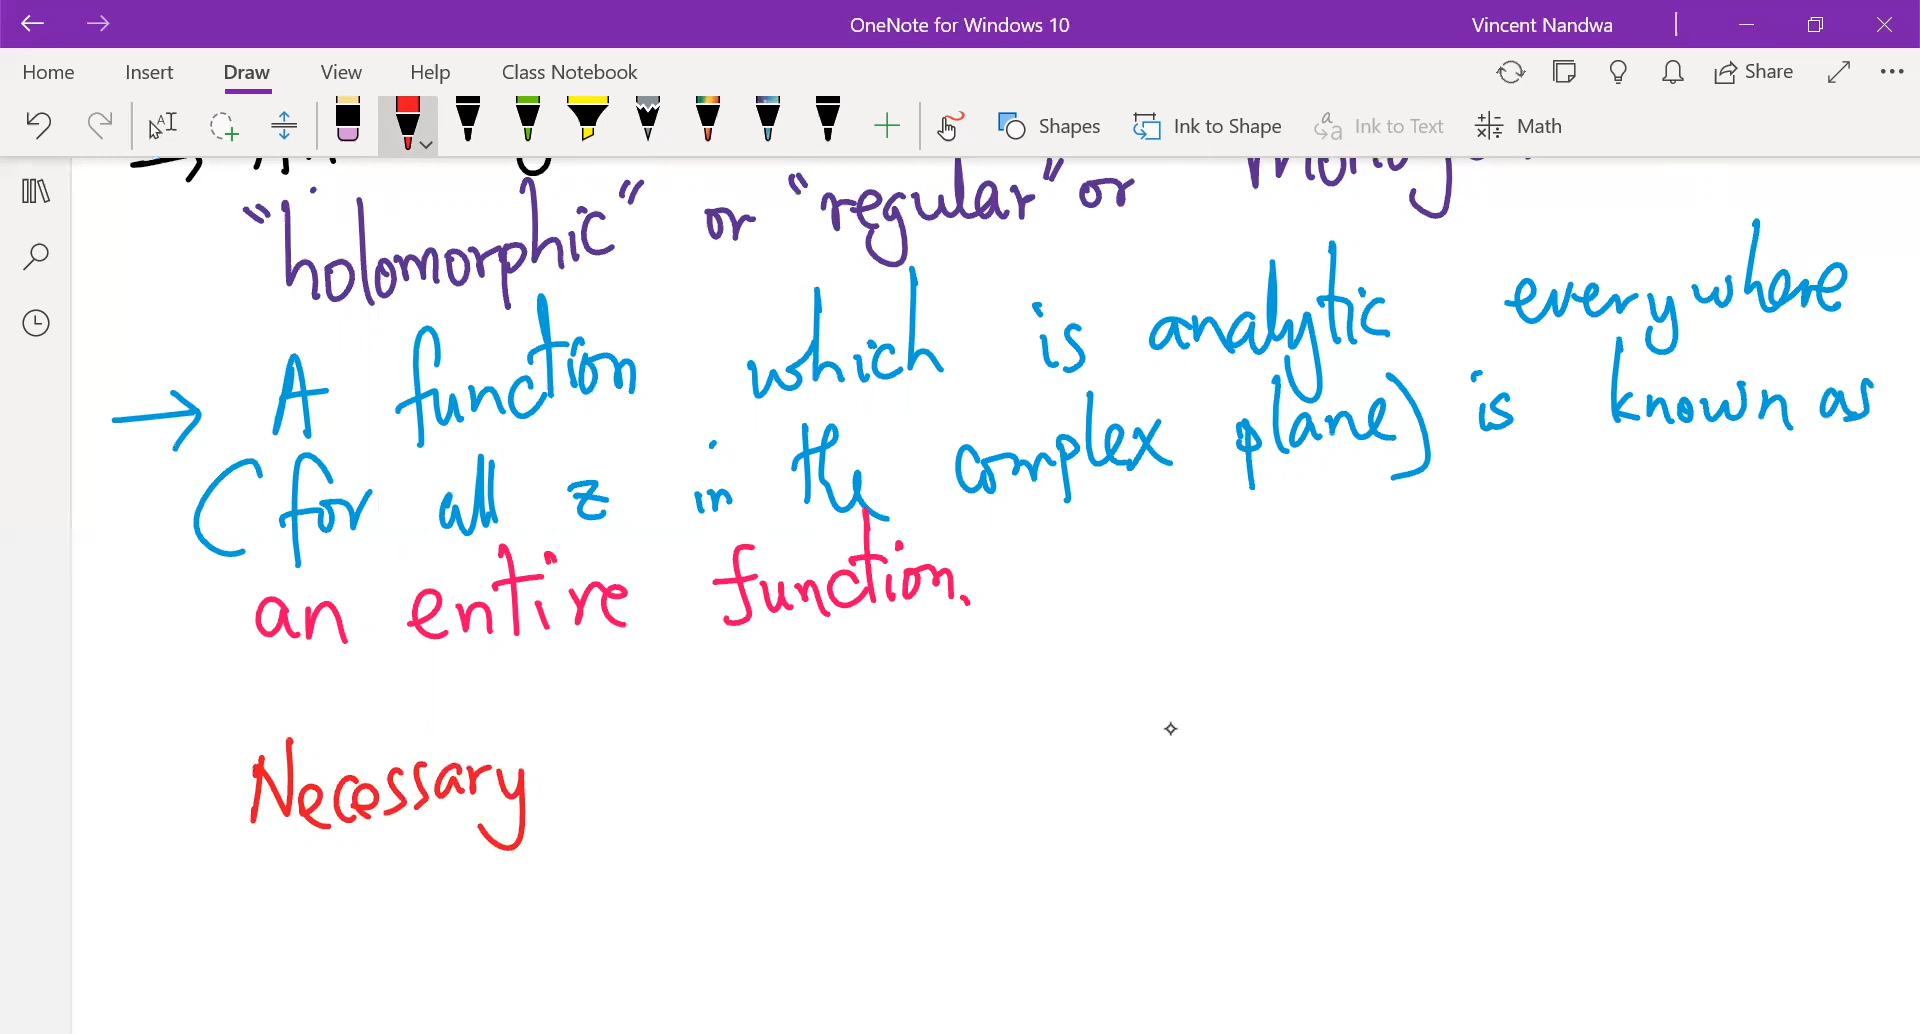 OneNote for Windows 10
Vincent Nandwa
Home Insert Draw View Help Class Notebook
Share
Shapes Ink to Shape Ink to Text Math
"holomorphic" or "regular" or
→ A function which is analytic everywhere
(for all z in the complex plane) is known as
an entire function.
Necessary